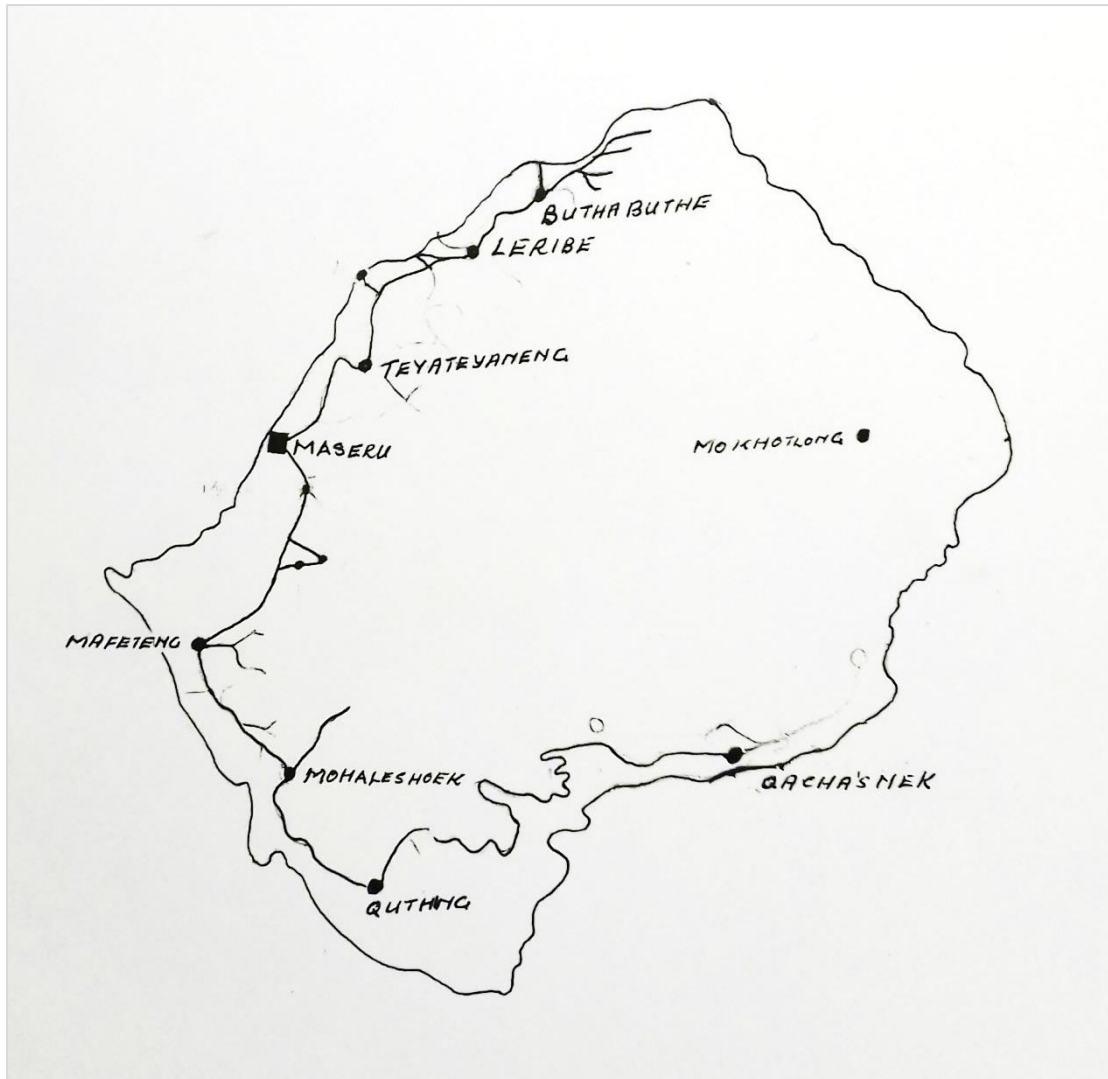 BUTHA BUTHE
LERIBE
TEYATEYANENG
MASERU
MOKHOTLONG
MAFETENG
MOHALESHOEK
QACHA'S NEK
QUTHING